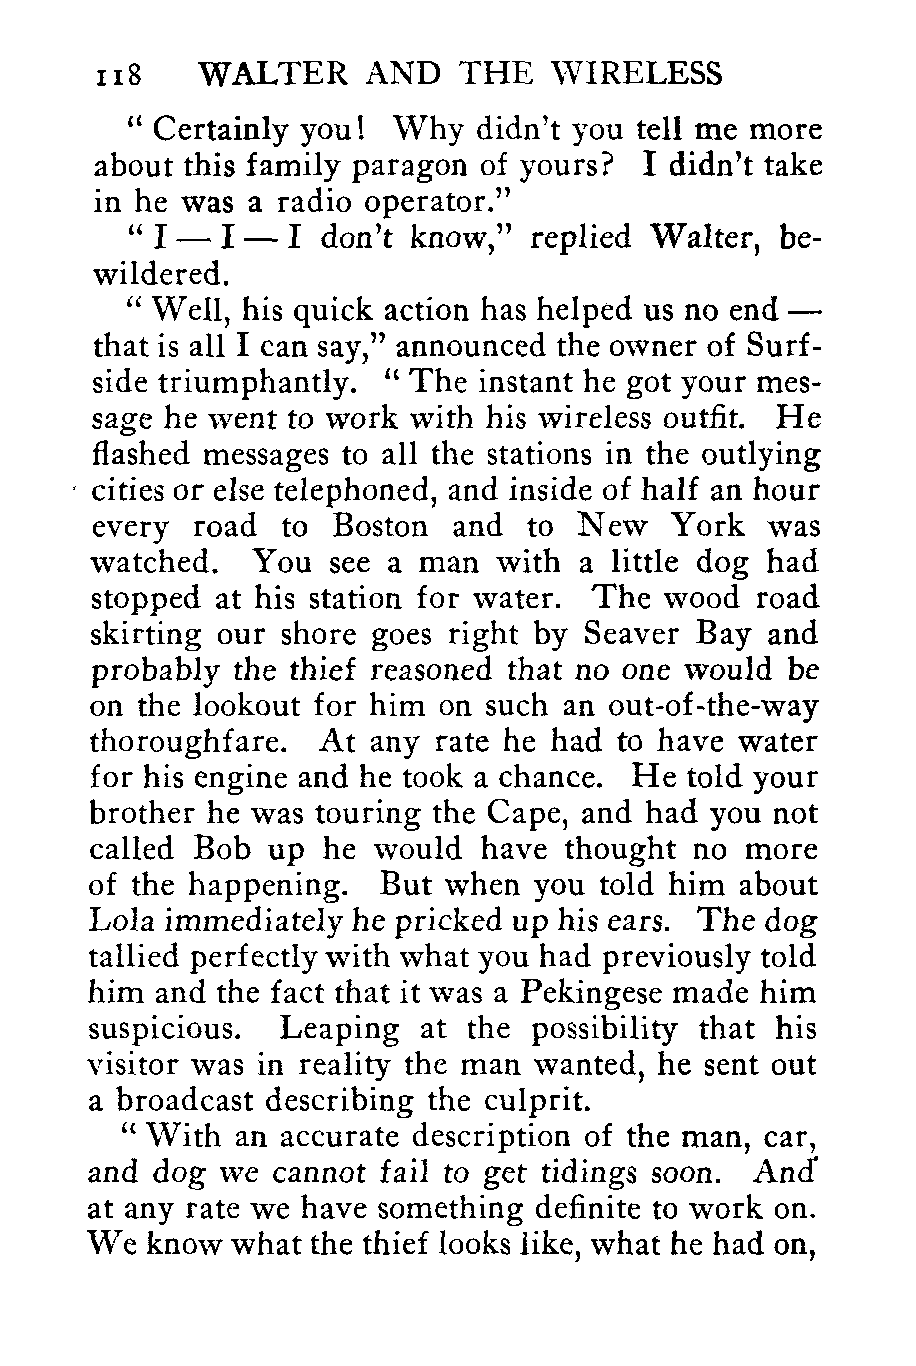 118 WALTER AND THE WIRELESS
“ Certainly you! Why didn’t you tell me more
about this family paragon of yours? I didn’t take
in he was a radio operator.”
“ I — I — I don’t know,” replied Walter, be-
wildered.
“ Well, his quick action has helped us no end —
that is all I can say,” announced the owner of Surf-
side triumphantly. “ The instant he got your mes-
sage he went to work with his wireless outfit. He
flashed messages to all the stations in the outlying
cities or else telephoned, and inside of half an hour
every road to Boston and to New York was
watched. You see a man with a little dog had
stopped at his station for water. The wood road
skirting our shore goes right by Seaver Bay and
probably the thief reasoned that no one would be
on the lookout for him on such an out-of-the-way
thoroughfare. At any rate he had to have water
for his engine and he took a chance. He told your
brother he was touring the Cape, and had you not
called Bob up he would have thought no more
of the happening. But when you told him about
Lola immediately he pricked up his ears. The dog
tallied perfectly with what you had previously told
him and the fact that it was a Pekingese made him
suspicious. Leaping at the possibility that his
visitor was in reality the man wanted, he sent out
a broadcast describing the culprit.
“ With an accurate description of the man, car,
and dog we cannot fail to get tidings soon. And
at any rate we have something definite to work on.
We know what the thief looks like, what he had on,